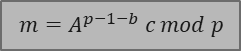 m = A^{p-1-b} c mod p